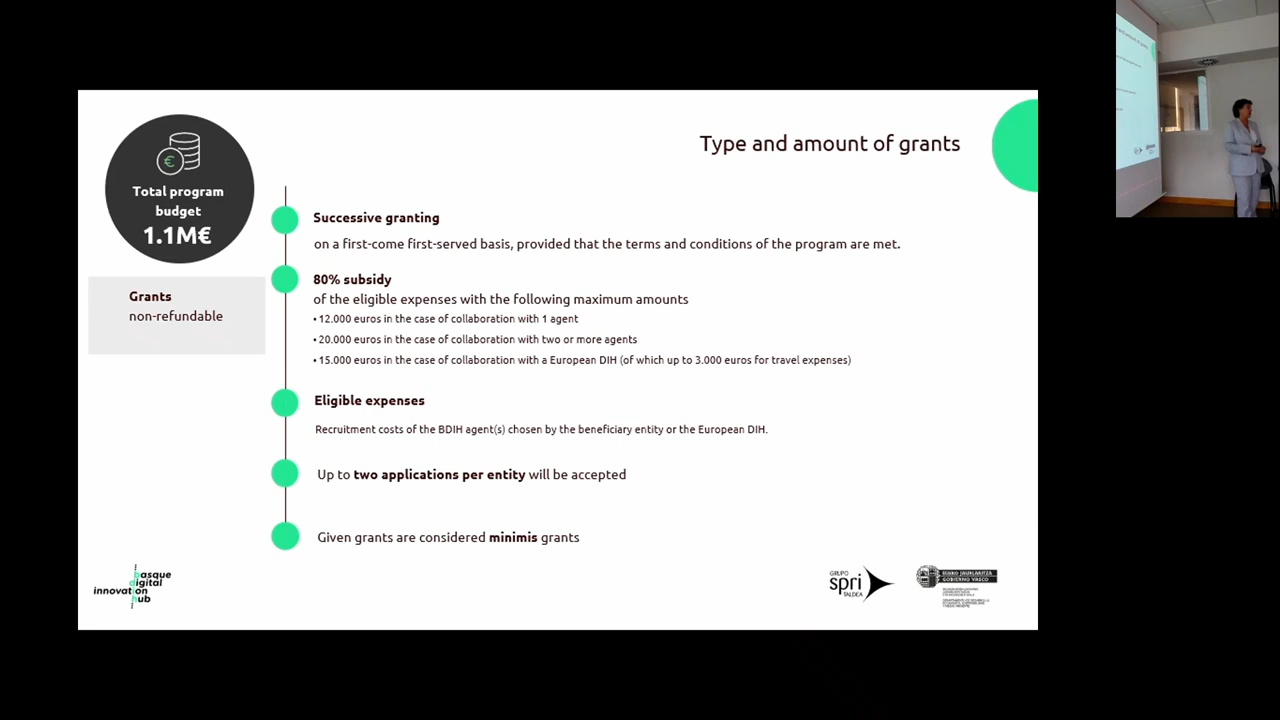 Type and amount of grants
Total program
budget
1.1M€
Grants
non-refundable
Successive granting
on a first-come first-served basis, provided that the terms and conditions of the program are met.
80% subsidy
of the eligible expenses with the following maximum amounts
• 12.000 euros in the case of collaboration with 1 agent
• 20.000 euros in the case of collaboration with two or more agents
• 15.000 euros in the case of collaboration with a European DIH (of which up to 3.000 euros for travel expenses)
Eligible expenses
Recruitment costs of the BDIH agent(s) chosen by the beneficiary entity or the European DIH.
Up to two applications per entity will be accepted
Given grants are considered minimis grants
basque
digital
innovation
hub
GRUPO
spri
TALDEA
EUSKO JAURLARITZA
GOBIERNO VASCO